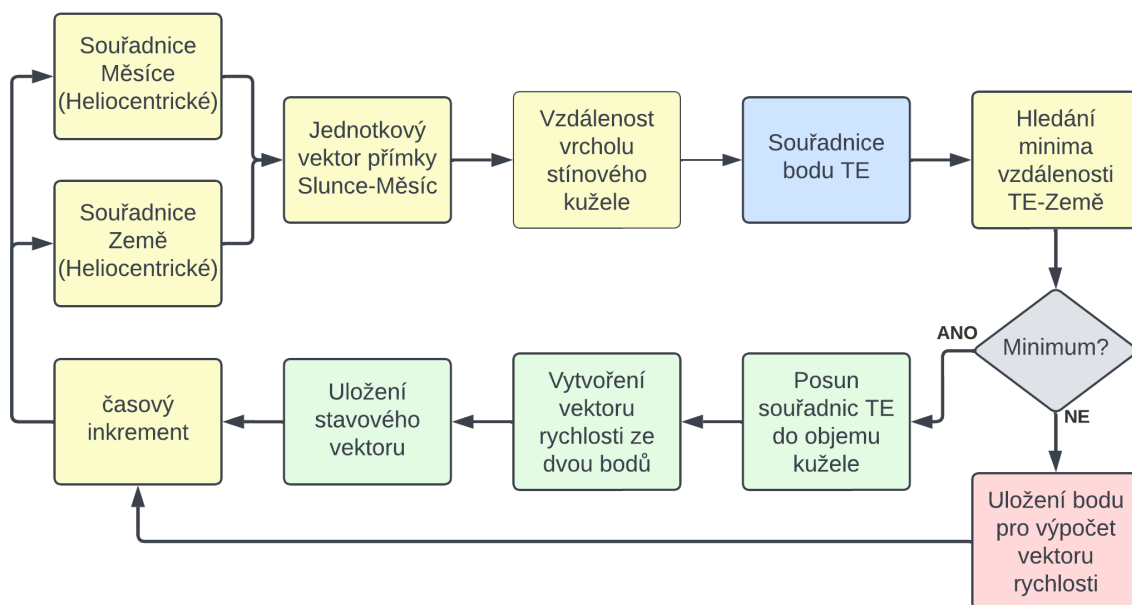 Souřadnice
Měsíce
(Heliocentrické)
Souřadnice
Země
(Heliocentrické)
Jednotkový
vektor přímky
Slunce-Měsíc
Vzdálenost
vrcholu
stínového
kužele
Souřadnice
bodu TE
Hledání
minima
vzdálenosti
TE-Země
Minimum?
ANO
NE
Posun
souřadnic TE
do objemu
kužele
Vytvoření
vektoru
rychlosti ze
dvou bodů
Uložení
stavového
vektoru
časový
inkrement
Uložení bodu
pro výpočet
vektoru
rychlosti